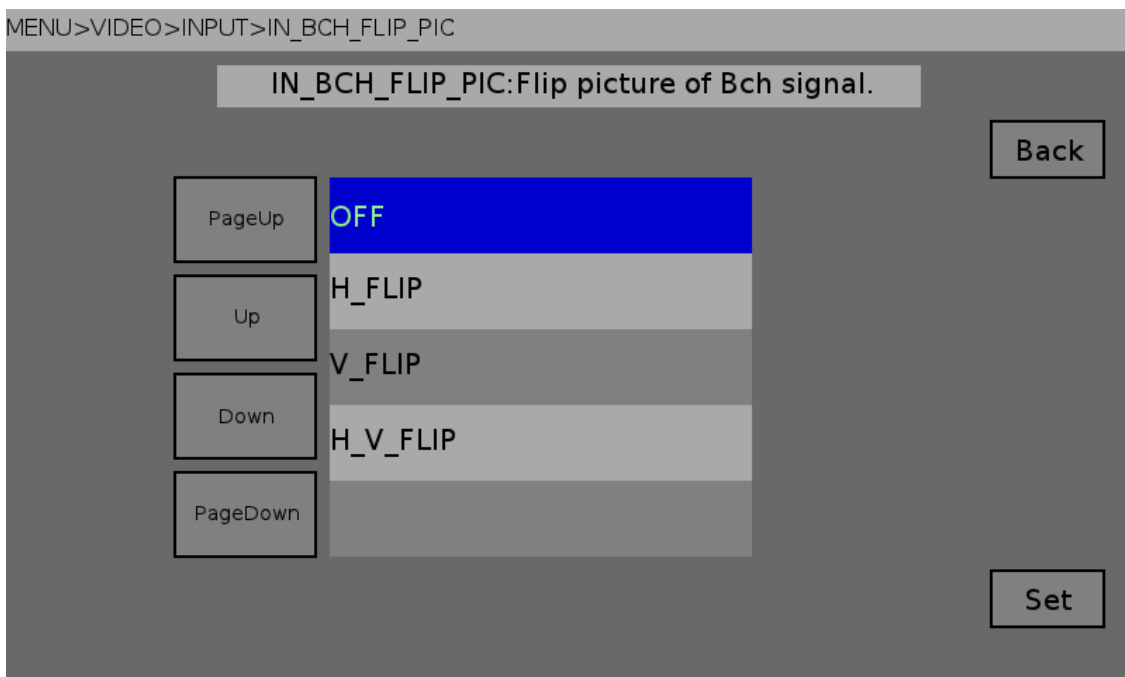 MENU>VIDEO>INPUT>IN_BCH_FLIP_PIC
IN_BCH_FLIP_PIC:Flip picture of Bch signal.
Back
PageUp
OFF
H_FLIP
Up
V_FLIP
Down
H_V_FLIP
PageDown
Set